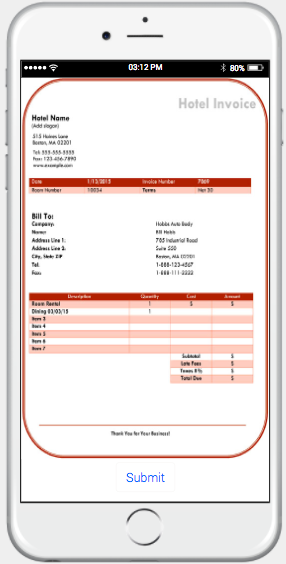 03:12 PM 80%
Hotel Invoice
Hotel Name
(Add slogan)
515 Haines Lane
Boston, MA 02201
Tel: 555-555-5555
Fax: 123-456-7890
www.example.com
Date 1/12/2015 Invoice Number 7069
Room Number 10054 Terms Net 30
Bill To:
Company: Hobbs Auto Body
Name: Bill Hobbs
Address Line 1: 785 Industrial Road
Address Line 2: Suite 550
City, State ZIP Boston, MA 02201
Tel. 1-888-123-4567
Fax: 1-888-111-2222
Description Quantity Cost Amount
Room Rental 1 $ $
Dining 03/03/15 1
Item 3
Item 4
Item 5
Item 6
Item 7
Subtotal $
Late Fees $
Taxes 8% $
Total Due $
Thank You for Your Business!
Submit